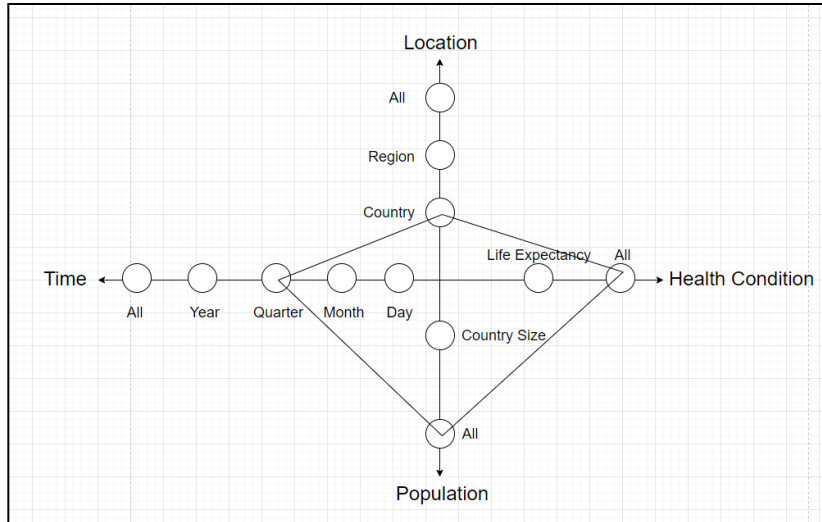 Location
All
Region
Country
Life Expectancy
All
Time
Health Condition
All
Year
Quarter
Month
Day
Country Size
All
Population